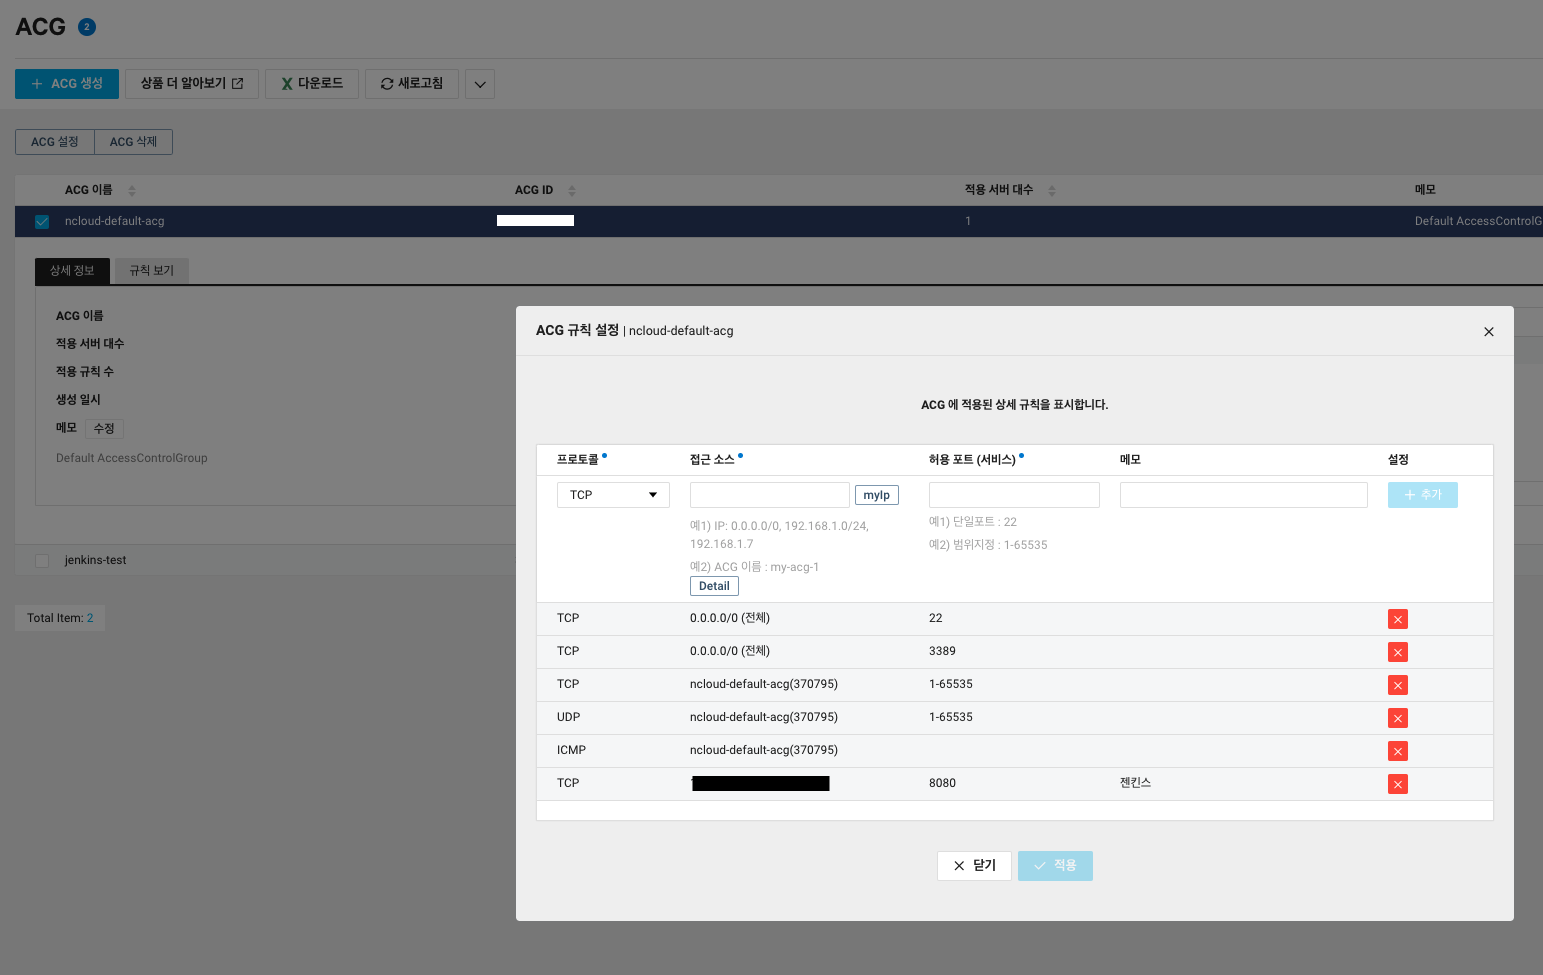 ACG 2
ACG 생성 상품 더 알아보기 다운로드 새로고침
ACG 설정 ACG 삭제
ACG 이름 ACG ID 적용 서버 대수 메모
ncloud-default-acg 1 Default AccessControlG
상세 정보 규칙 보기
ACG 이름
적용 서버 대수
적용 규칙 수
생성 일시
메모 수정
Default AccessControlGroup
jenkins-test
Total Item: 2
ACG 규칙 설정 | ncloud-default-acg
ACG 에 적용된 상세 규칙을 표시합니다.
프로토콜 접근 소스 허용 포트 (서비스) 메모 설정
TCP myIp + 추가
예1) IP: 0.0.0.0/0, 192.168.1.0/24,
192.168.1.7
예2) ACG 이름 : my-acg-1
Detail
예1) 단일포트 : 22
예2) 범위지정 : 1-65535
TCP 0.0.0.0/0 (전체) 22
TCP 0.0.0.0/0 (전체) 3389
TCP ncloud-default-acg(370795) 1-65535
UDP ncloud-default-acg(370795) 1-65535
ICMP ncloud-default-acg(370795)
TCP 8080 젠킨스
닫기 적용